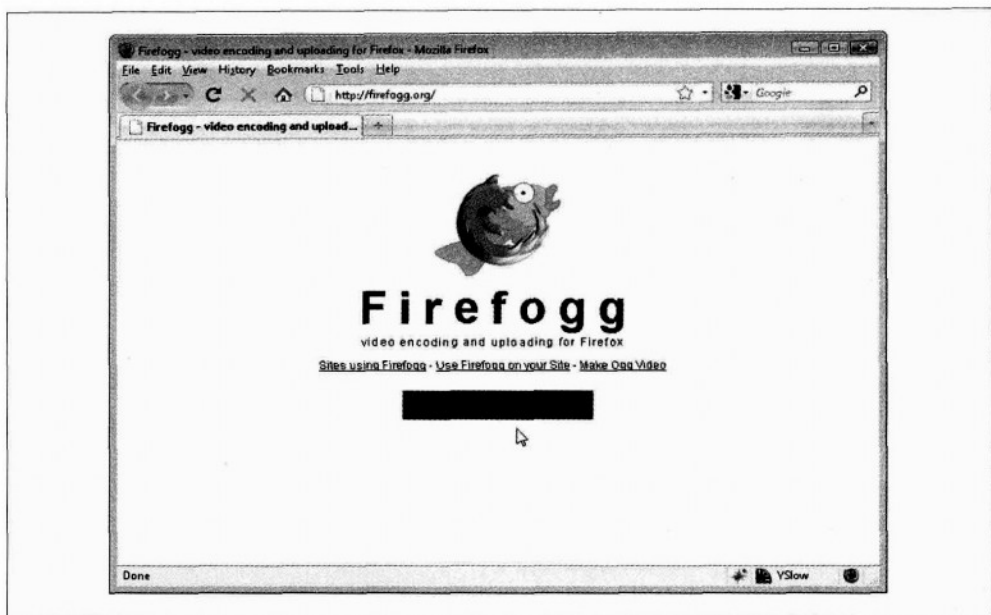 Firefogg - video encoding and uploading for Firefox - Mozilla Firefox
File Edit View History Bookmarks Tools Help
http://firefogg.org/
Google
Firefogg - video encoding and upload...
Firefogg
video encoding and uploading for Firefox
Sites using Firefogg - Use Firefogg on your Site - Make Ogg Video
Done
YSlow